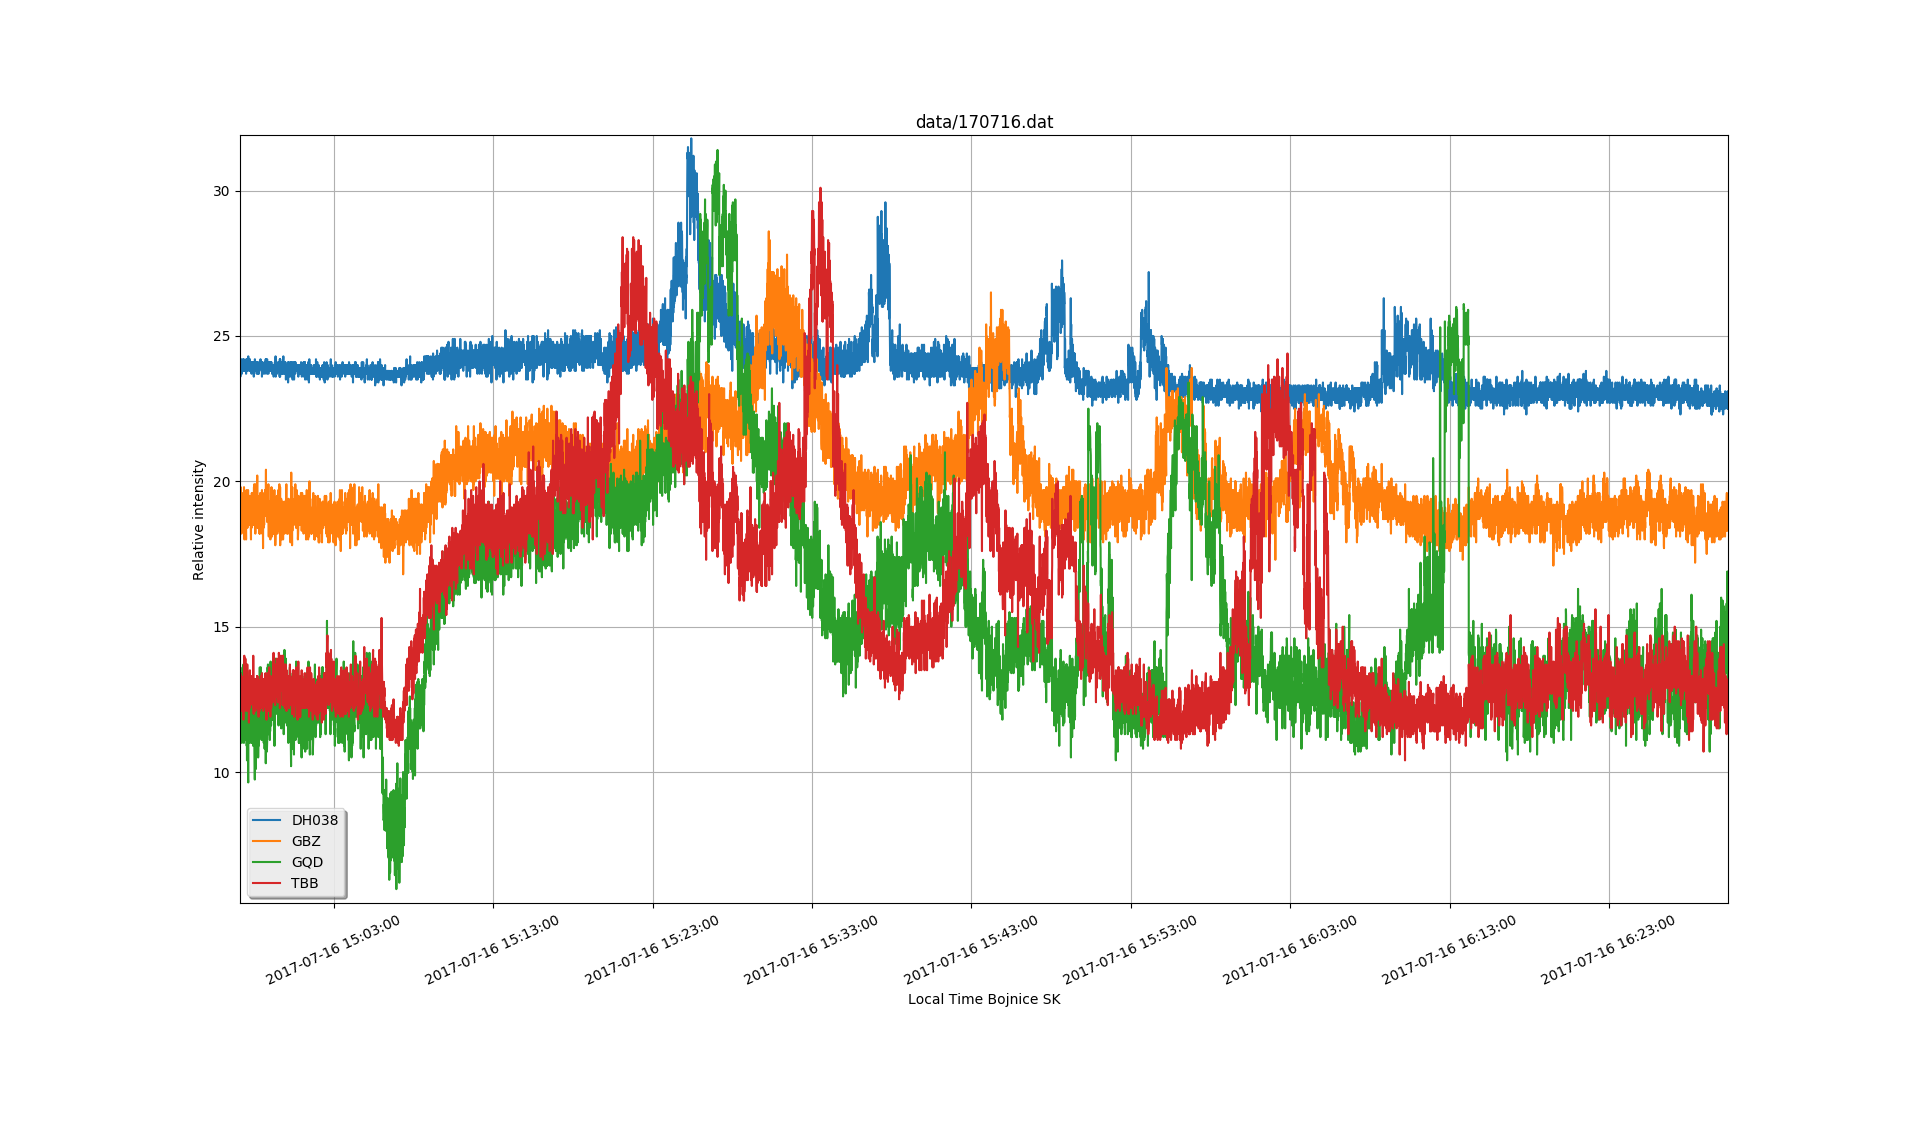 data/170716.dat
30
25
20
15
10
Relative intensity
DH038
GBZ
GQD
TBB
2017-07-16 15:03:00
2017-07-16 15:13:00
2017-07-16 15:23:00
2017-07-16 15:33:00
2017-07-16 15:43:00
2017-07-16 15:53:00
2017-07-16 16:03:00
2017-07-16 16:13:00
2017-07-16 16:23:00
Local Time Bojnice SK